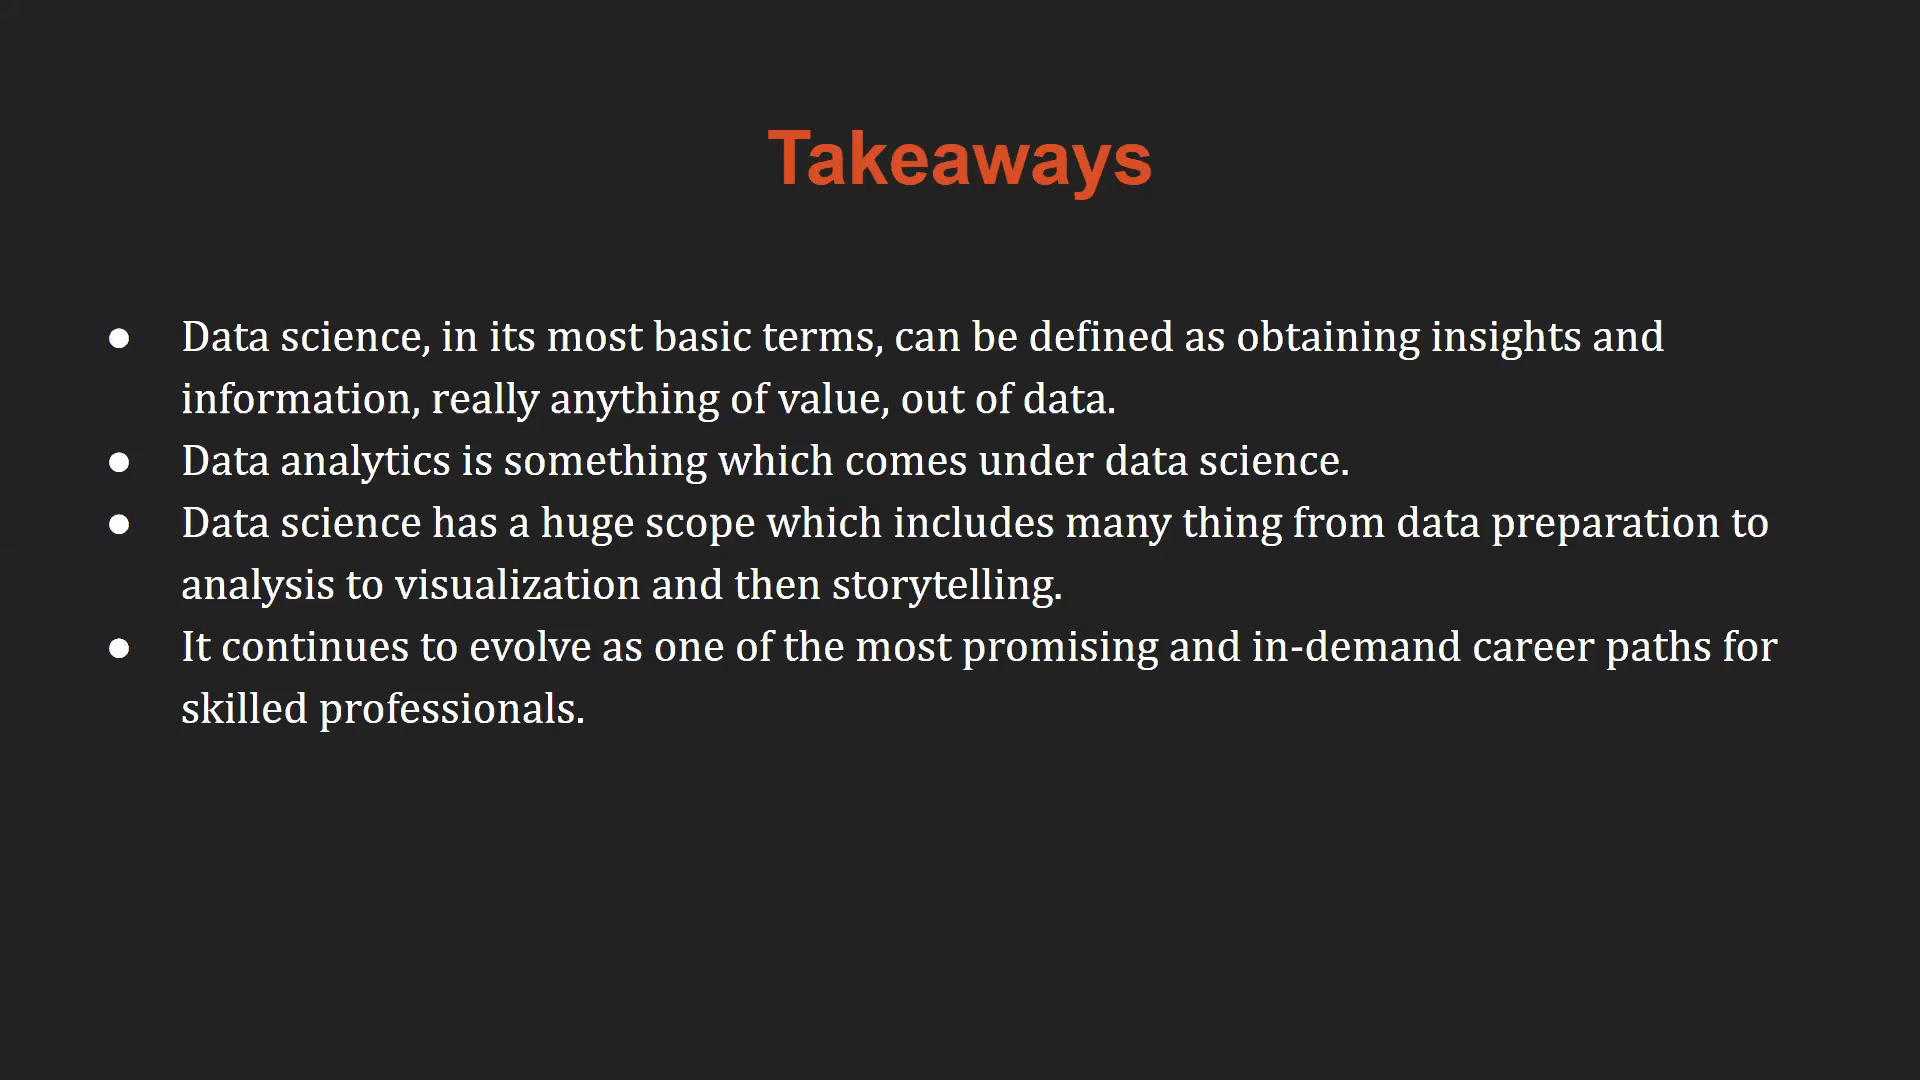 Takeaways
● Data science, in its most basic terms, can be defined as obtaining insights and
information, really anything of value, out of data.
● Data analytics is something which comes under data science.
● Data science has a huge scope which includes many thing from data preparation to
analysis to visualization and then storytelling.
● It continues to evolve as one of the most promising and in-demand career paths for
skilled professionals.